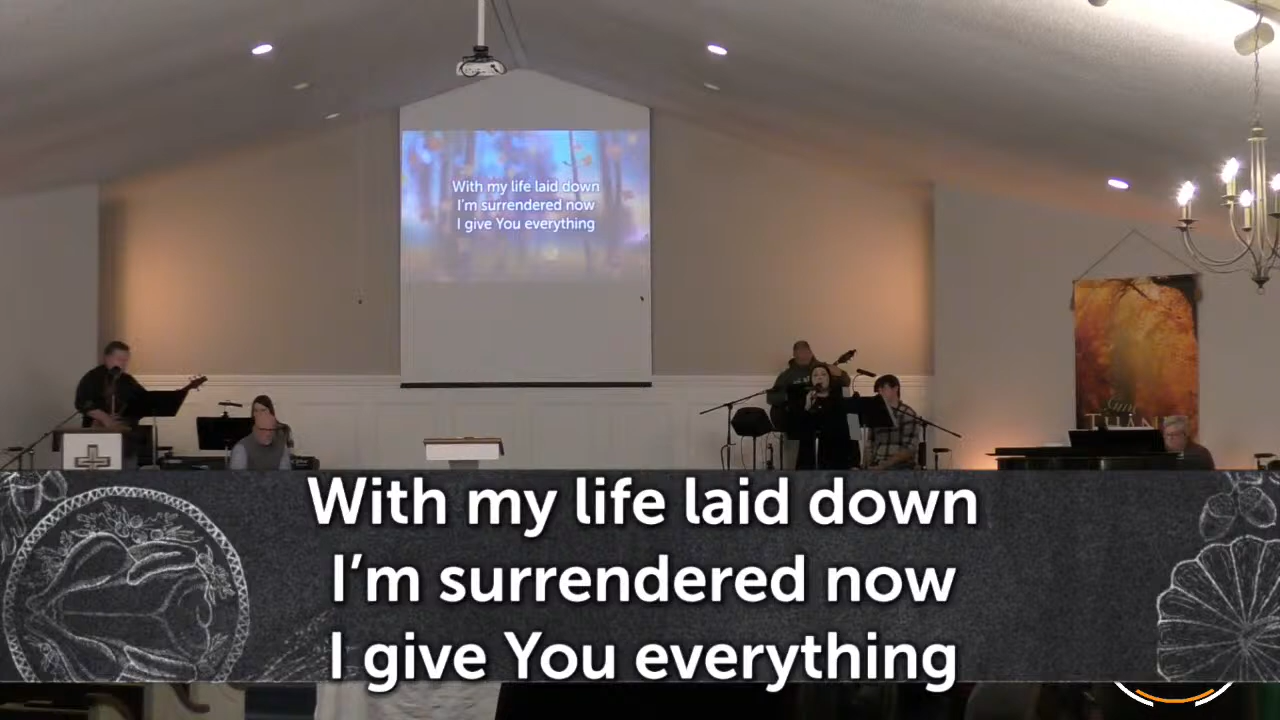 With my life laid down
I'm surrendered now
I give You everything
THAN
With my life laid down
I'm surrendered now
I give You everything